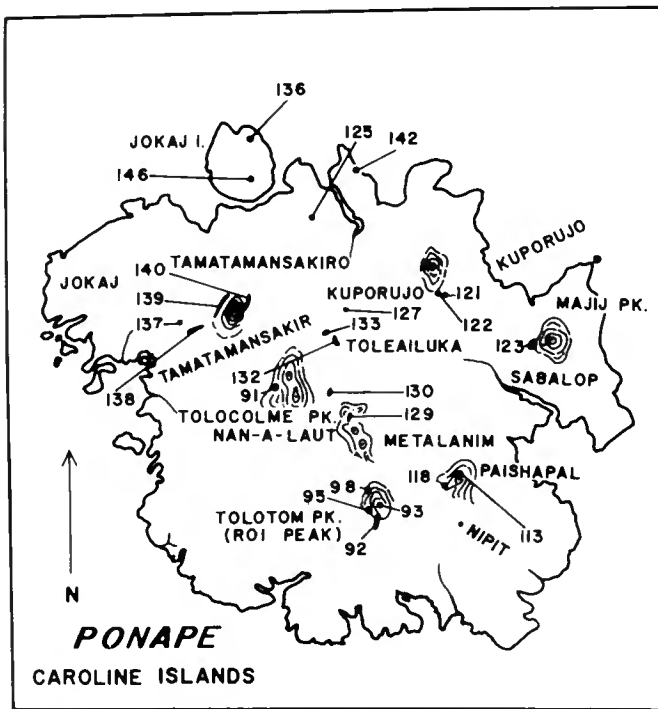 136
125
142
JOKAJ I.
146
KUPORUJO
TAMATAMANSAKIRO
JOKAJ
140
139
KUPORUJO
121
MAJIJ PK.
137
127
122
133
TOLEAILUKA
123
138
TAMATAMANSAKIR
SABALOP
132
91
130
TOLOCOLME PK.
129
NAN-A-LAUT
METALANIM
PAISHAPAL
118
98
95
93
TOLOTOM PK.
(ROI PEAK)
92
NIPIT
113
N
PONAPE
CAROLINE ISLANDS